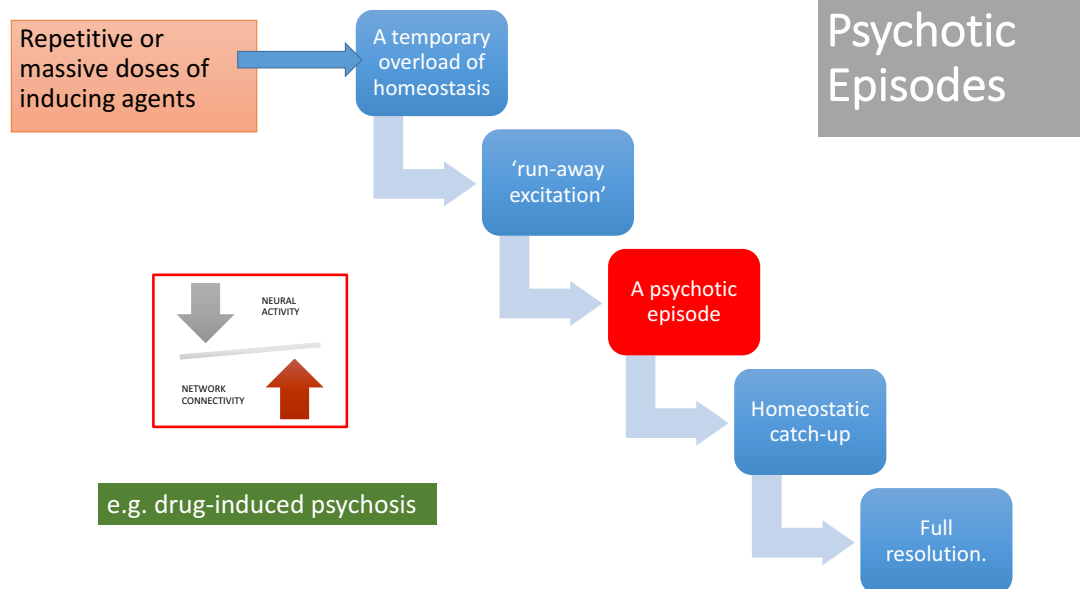 Repetitive or
massive doses of
inducing agents
A temporary
overload of
homeostasis
Psychotic
Episodes
‘run-away
excitation’
A psychotic
episode
NEURAL
ACTIVITY
NETWORK
CONNECTIVITY
Homeostatic
catch-up
e.g. drug-induced psychosis
Full
resolution.